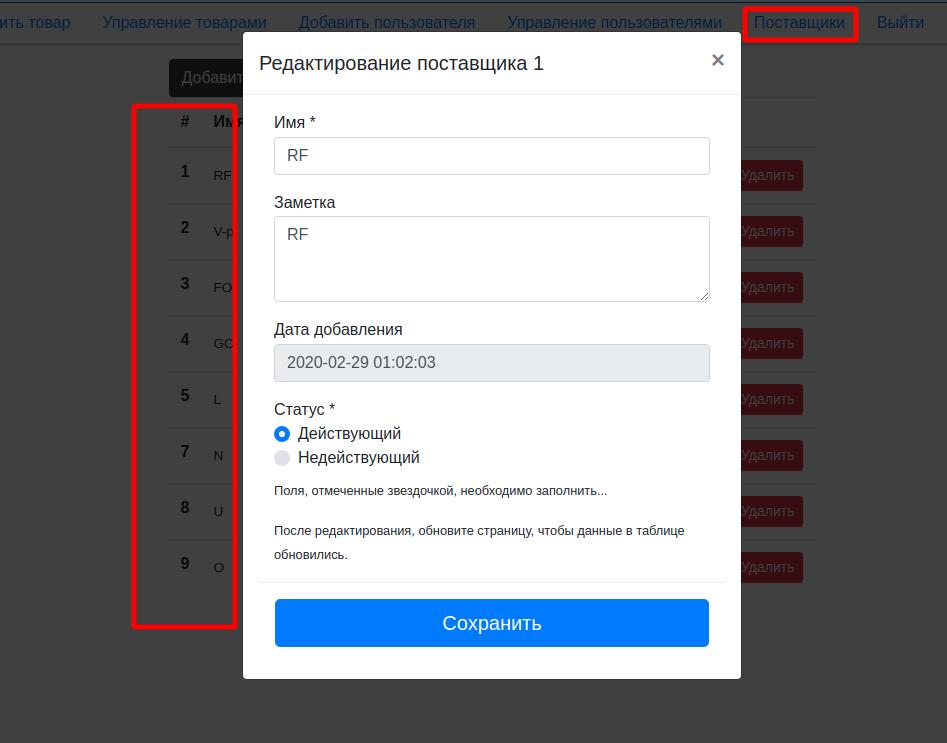 ить товар Управление товарами Добавить пользователя Управление пользователями Поставщики Выйти
Добавит
Редактирование поставщика 1 ×
# Имя
Имя *
RF
1 RF Удалить
Заметка
RF
2 V-p Удалить
3 FO Удалить
Дата добавления
4 GO Удалить
2020-02-29 01:02:03
5 L Удалить
Статус *
Действующий
7 N Удалить
Недействующий
Поля, отмеченные звездочкой, необходимо заполнить...
8 U Удалить
После редактирования, обновите страницу, чтобы данные в таблице
обновились.
9 O Удалить
Сохранить